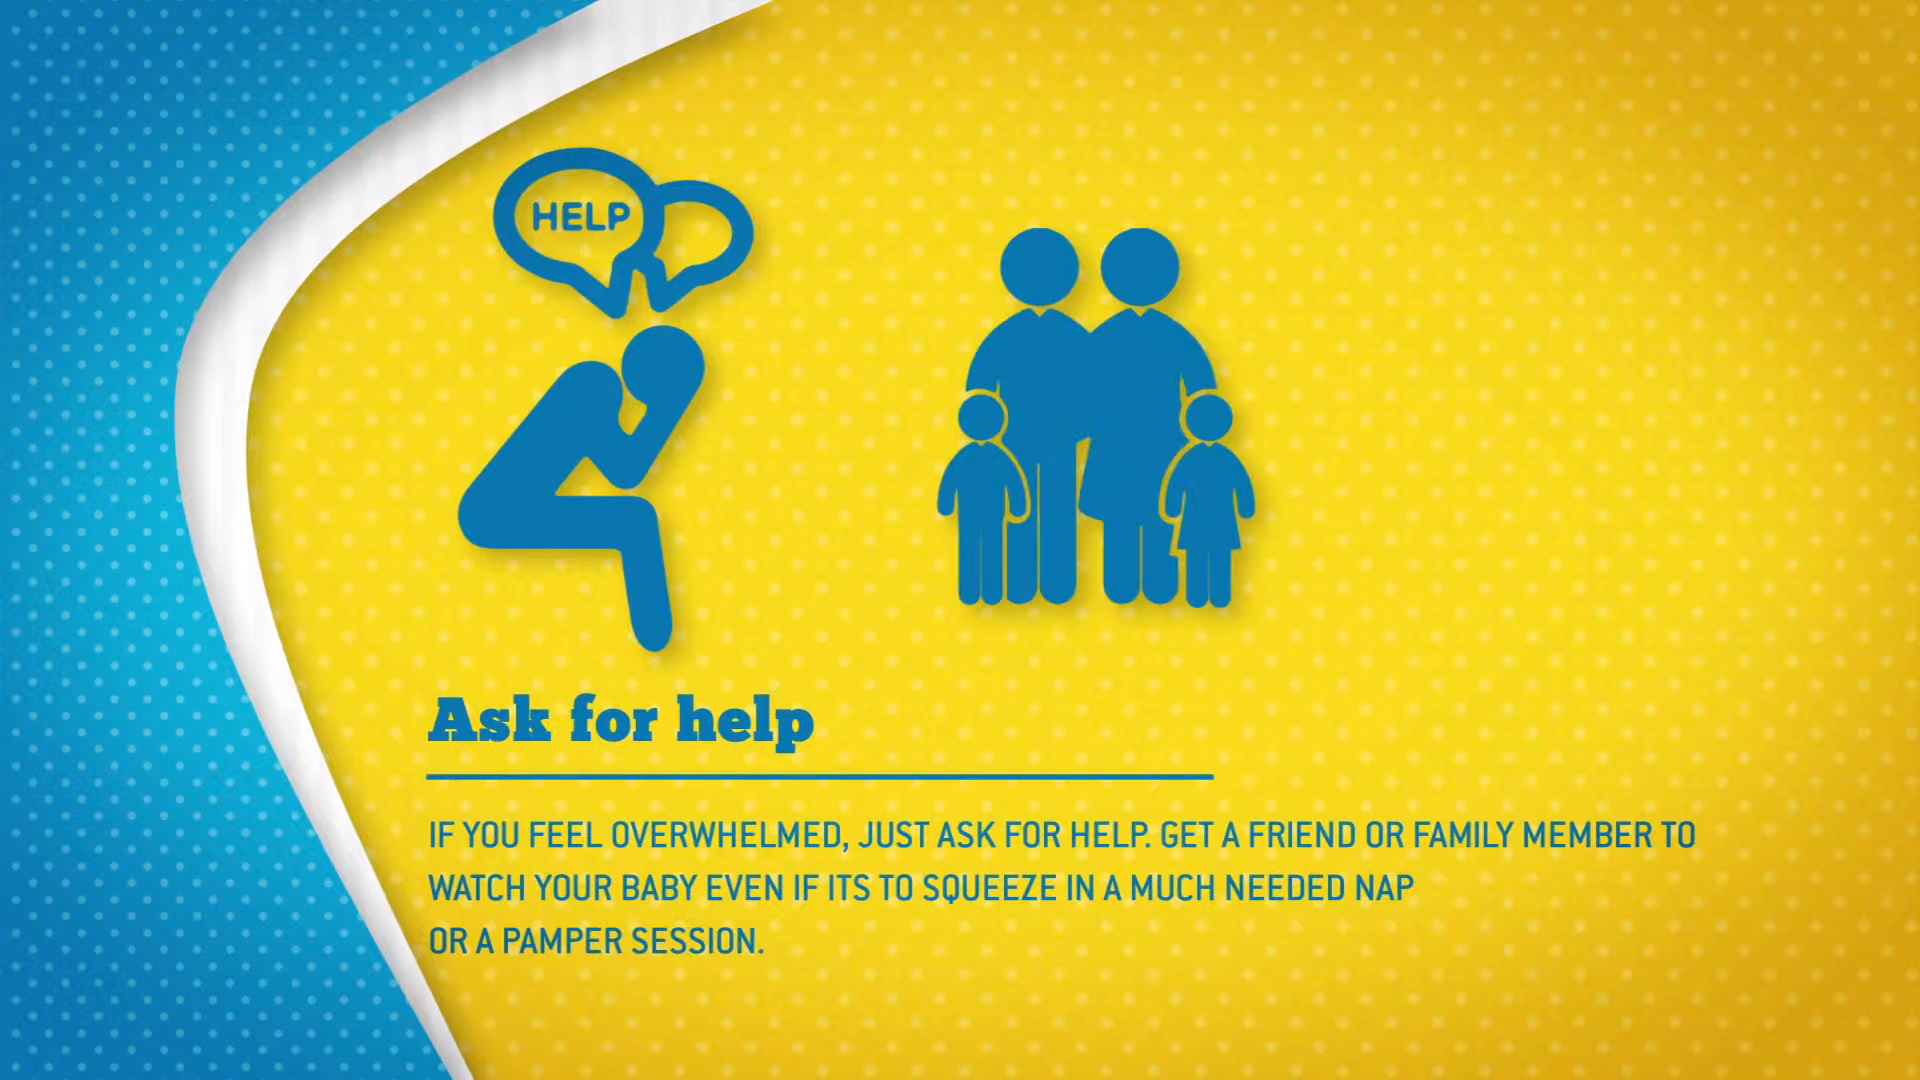 HELP
Ask for help
IF YOU FEEL OVERWHELMED, JUST ASK FOR HELP. GET A FRIEND OR FAMILY MEMBER TO
WATCH YOUR BABY EVEN IF ITS TO SQUEEZE IN A MUCH NEEDED NAP
OR A PAMPER SESSION.